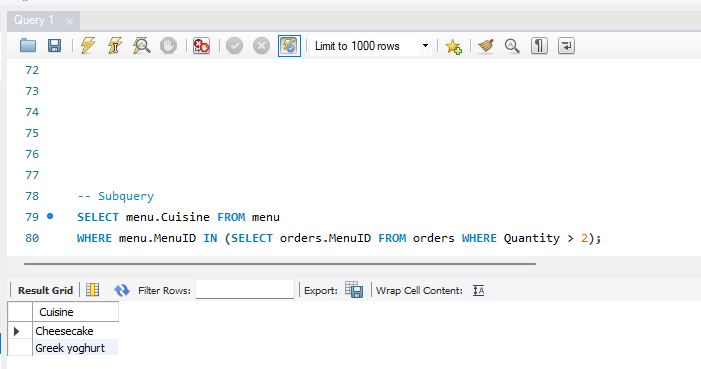 Query 1
Limit to 1000 rows
72
73
74
75
76
77
78 -- Subquery
79 SELECT menu.Cuisine FROM menu
80 WHERE menu.MenuID IN (SELECT orders.MenuID FROM orders WHERE Quantity > 2);
Result Grid Filter Rows: Export: Wrap Cell Content: IA
Cuisine
Cheesecake
Greek yoghurt